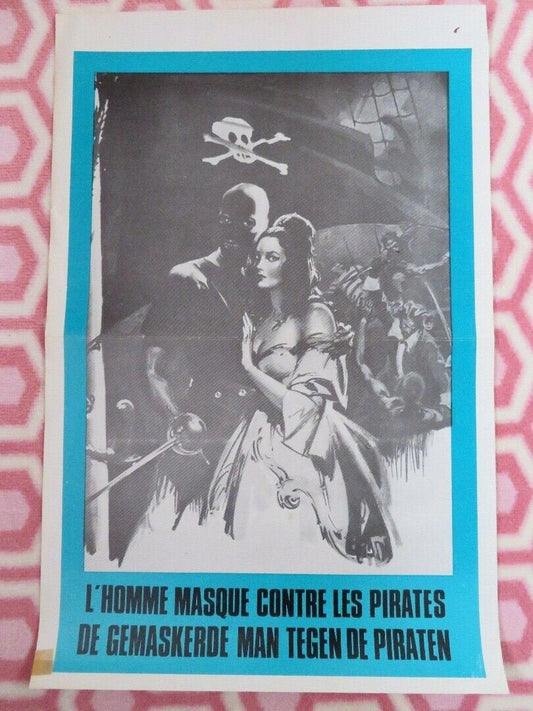 L'HOMME MASQUE CONTRE LES PIRATES
DE GEMASKERDE MAN TEGEN DE PIRATEN